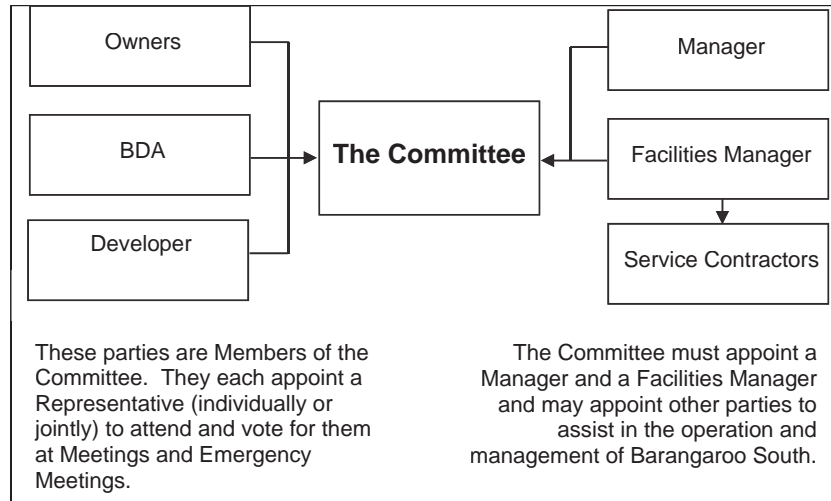 Owners
BDA
Developer
The Committee
Manager
Facilities Manager
Service Contractors
These parties are Members of the
Committee.  They each appoint a
Representative (individually or
jointly) to attend and vote for them
at Meetings and Emergency
Meetings.
The Committee must appoint a
Manager and a Facilities Manager
and may appoint other parties to
assist in the operation and
management of Barangaroo South.